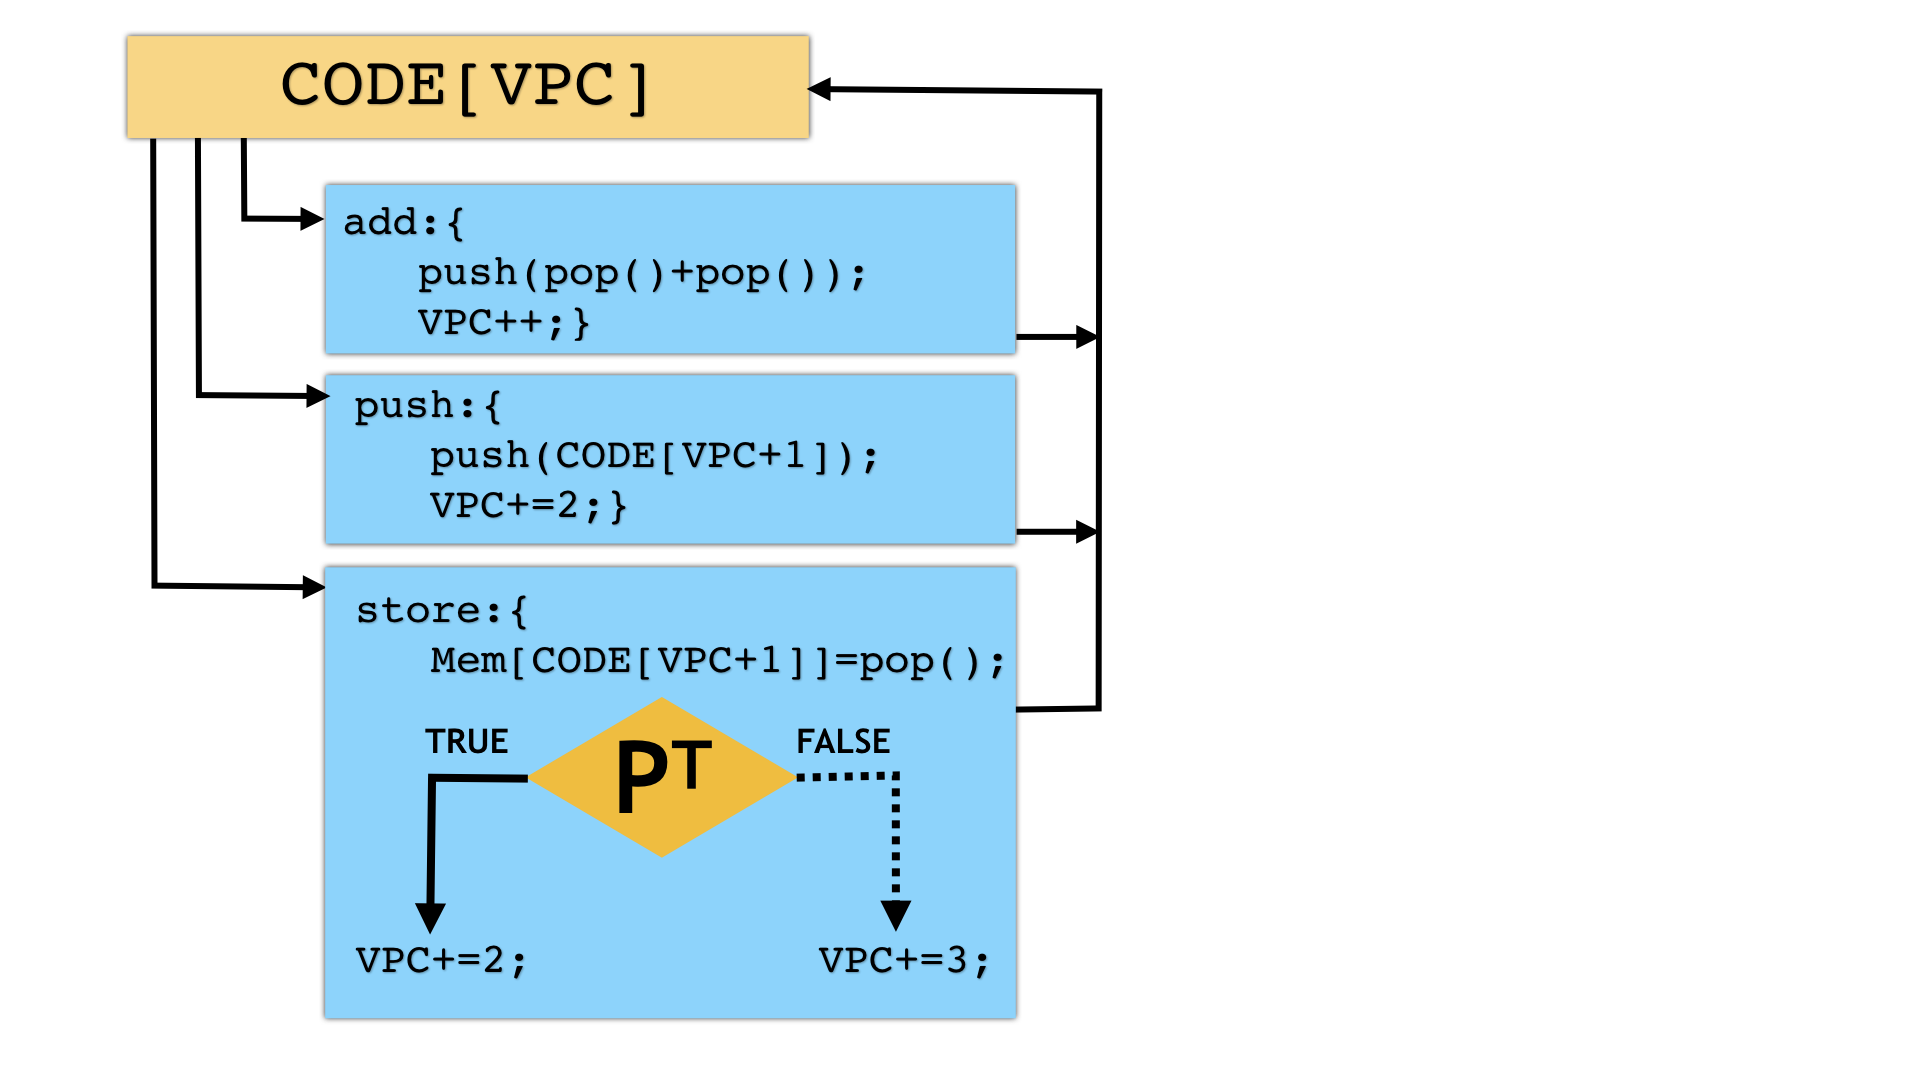 CODE[VPC]
add:{
push(pop()+pop());
VPC++;}
push:{
push(CODE[VPC+1]);
VPC+=2;}
store:{
Mem[CODE[VPC+1]]=pop();
TRUE
PT
FALSE
VPC+=2;
VPC+=3;